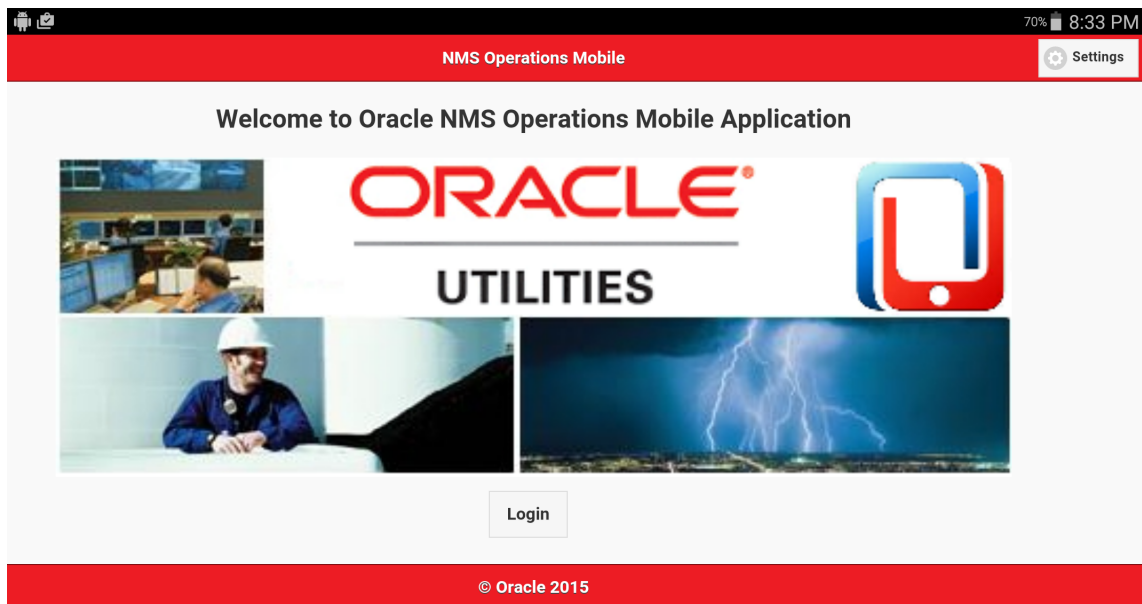 70% 8:33 PM
NMS Operations Mobile
Settings
Welcome to Oracle NMS Operations Mobile Application
ORACLE®
UTILITIES
Login
© Oracle 2015